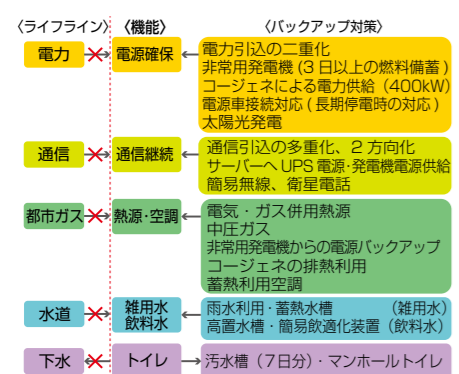 〈ライフライン〉 〈機能〉 〈バックアップ対策〉
電力 電源確保
電力引込の二重化
非常用発電機(3日以上の燃料備蓄)
コージェネによる電力供給(400kW)
電源車接続対応(長期停電時の対応)
太陽光発電
通信 通信継続
通信引込の多重化、2方向化
サーバーへUPS電源・発電機電源供給
簡易無線、衛星電話
都市ガス 熱源・空調
電気・ガス併用熱源
中圧ガス
非常用発電機からの電源バックアップ
コージェネの排熱利用
蓄熱利用空調
水道
雑用水
飲料水
雨水利用・蓄熱水槽 (雑用水)
高置水槽・簡易飲適化装置(飲料水)
下水 トイレ 汚水槽(7日分)・マンホールトイレ